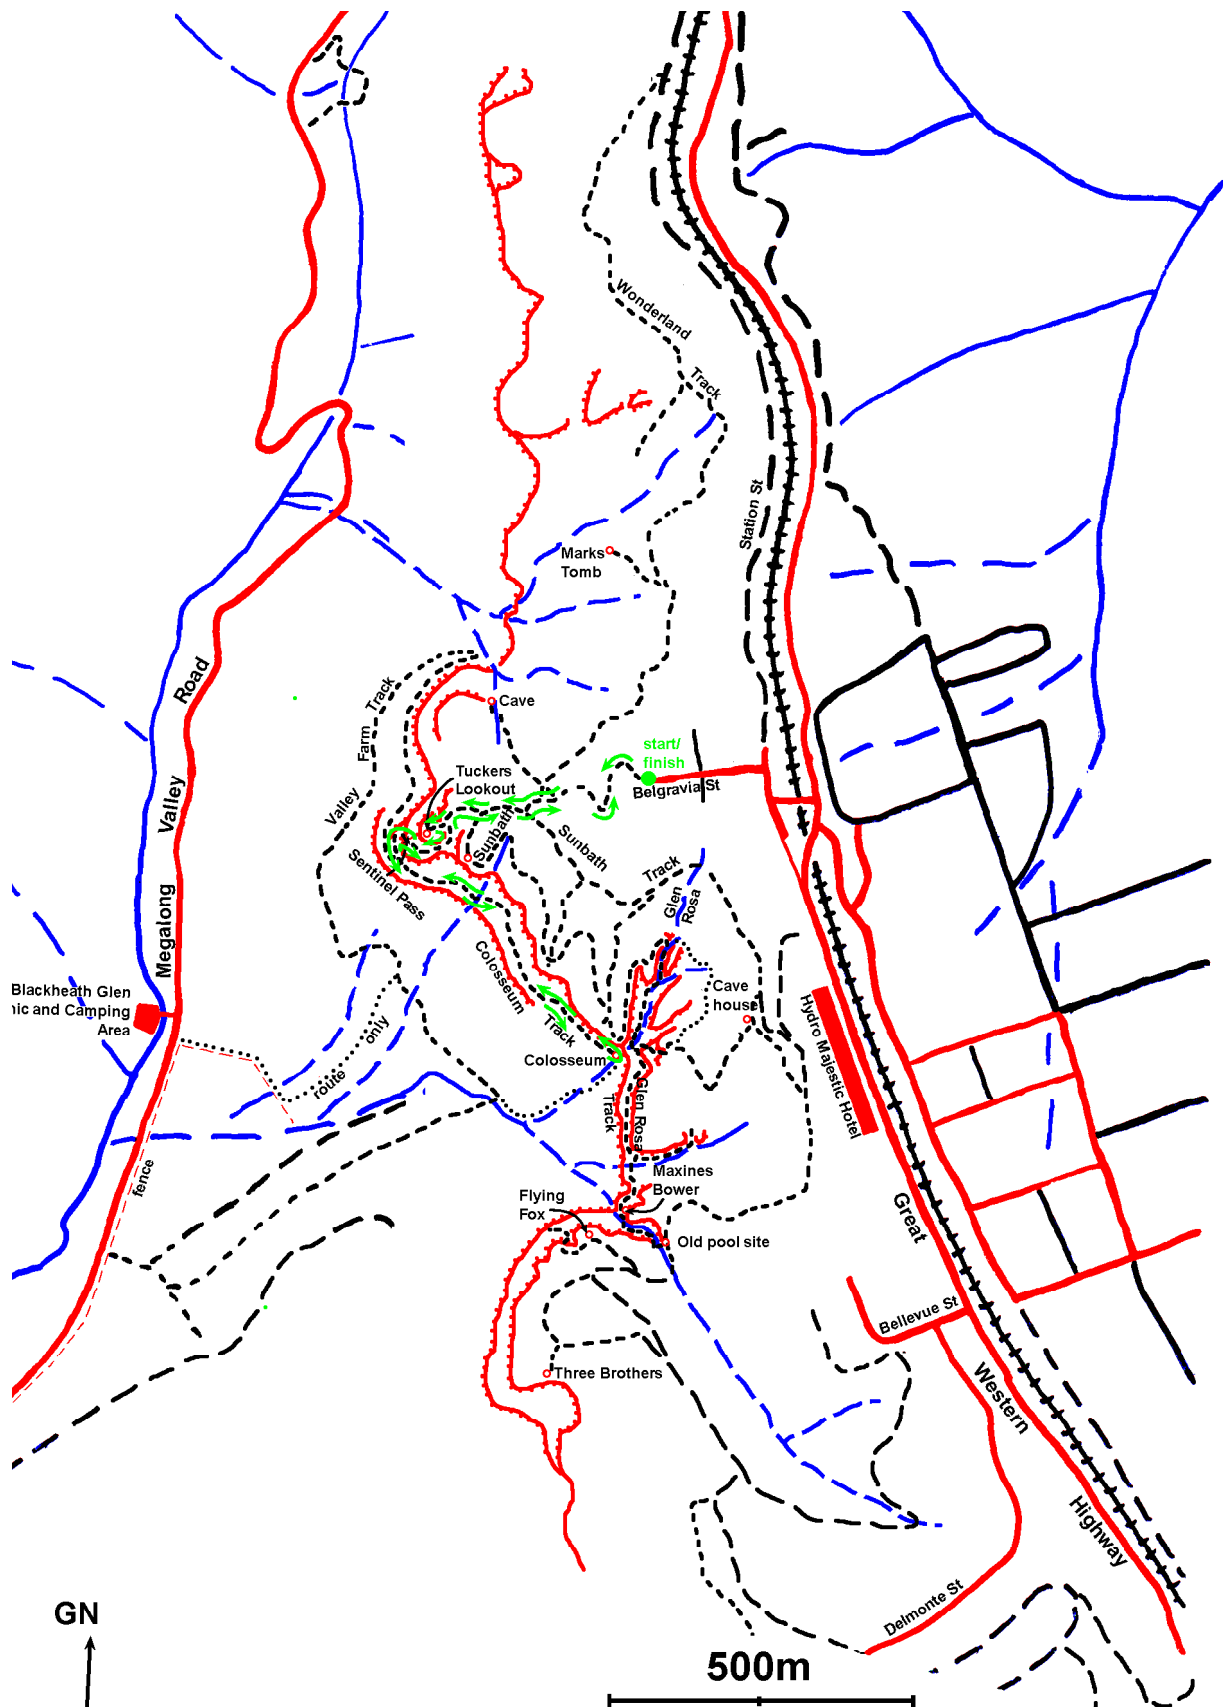 Wonderland
Track
Station St
Marks
Tomb
Road
Valley
Megalong
Farm Track
Valley
Cave
start/
finish
Belgravia St
Tuckers
Lookout
Sunbath
Sunbath
Track
Sentinel Pass
Glen
Rosa
Colosseum
Track
Cave
house
Blackheath Glen
nic and Camping
Area
only
route
Colosseum
Glen Rosa
Track
Hydro Majestic Hotel
fence
Maxines
Bower
Flying
Fox
Old pool site
Great
Bellevue St
Three Brothers
Western
Highway
Delmonte St
GN
500m